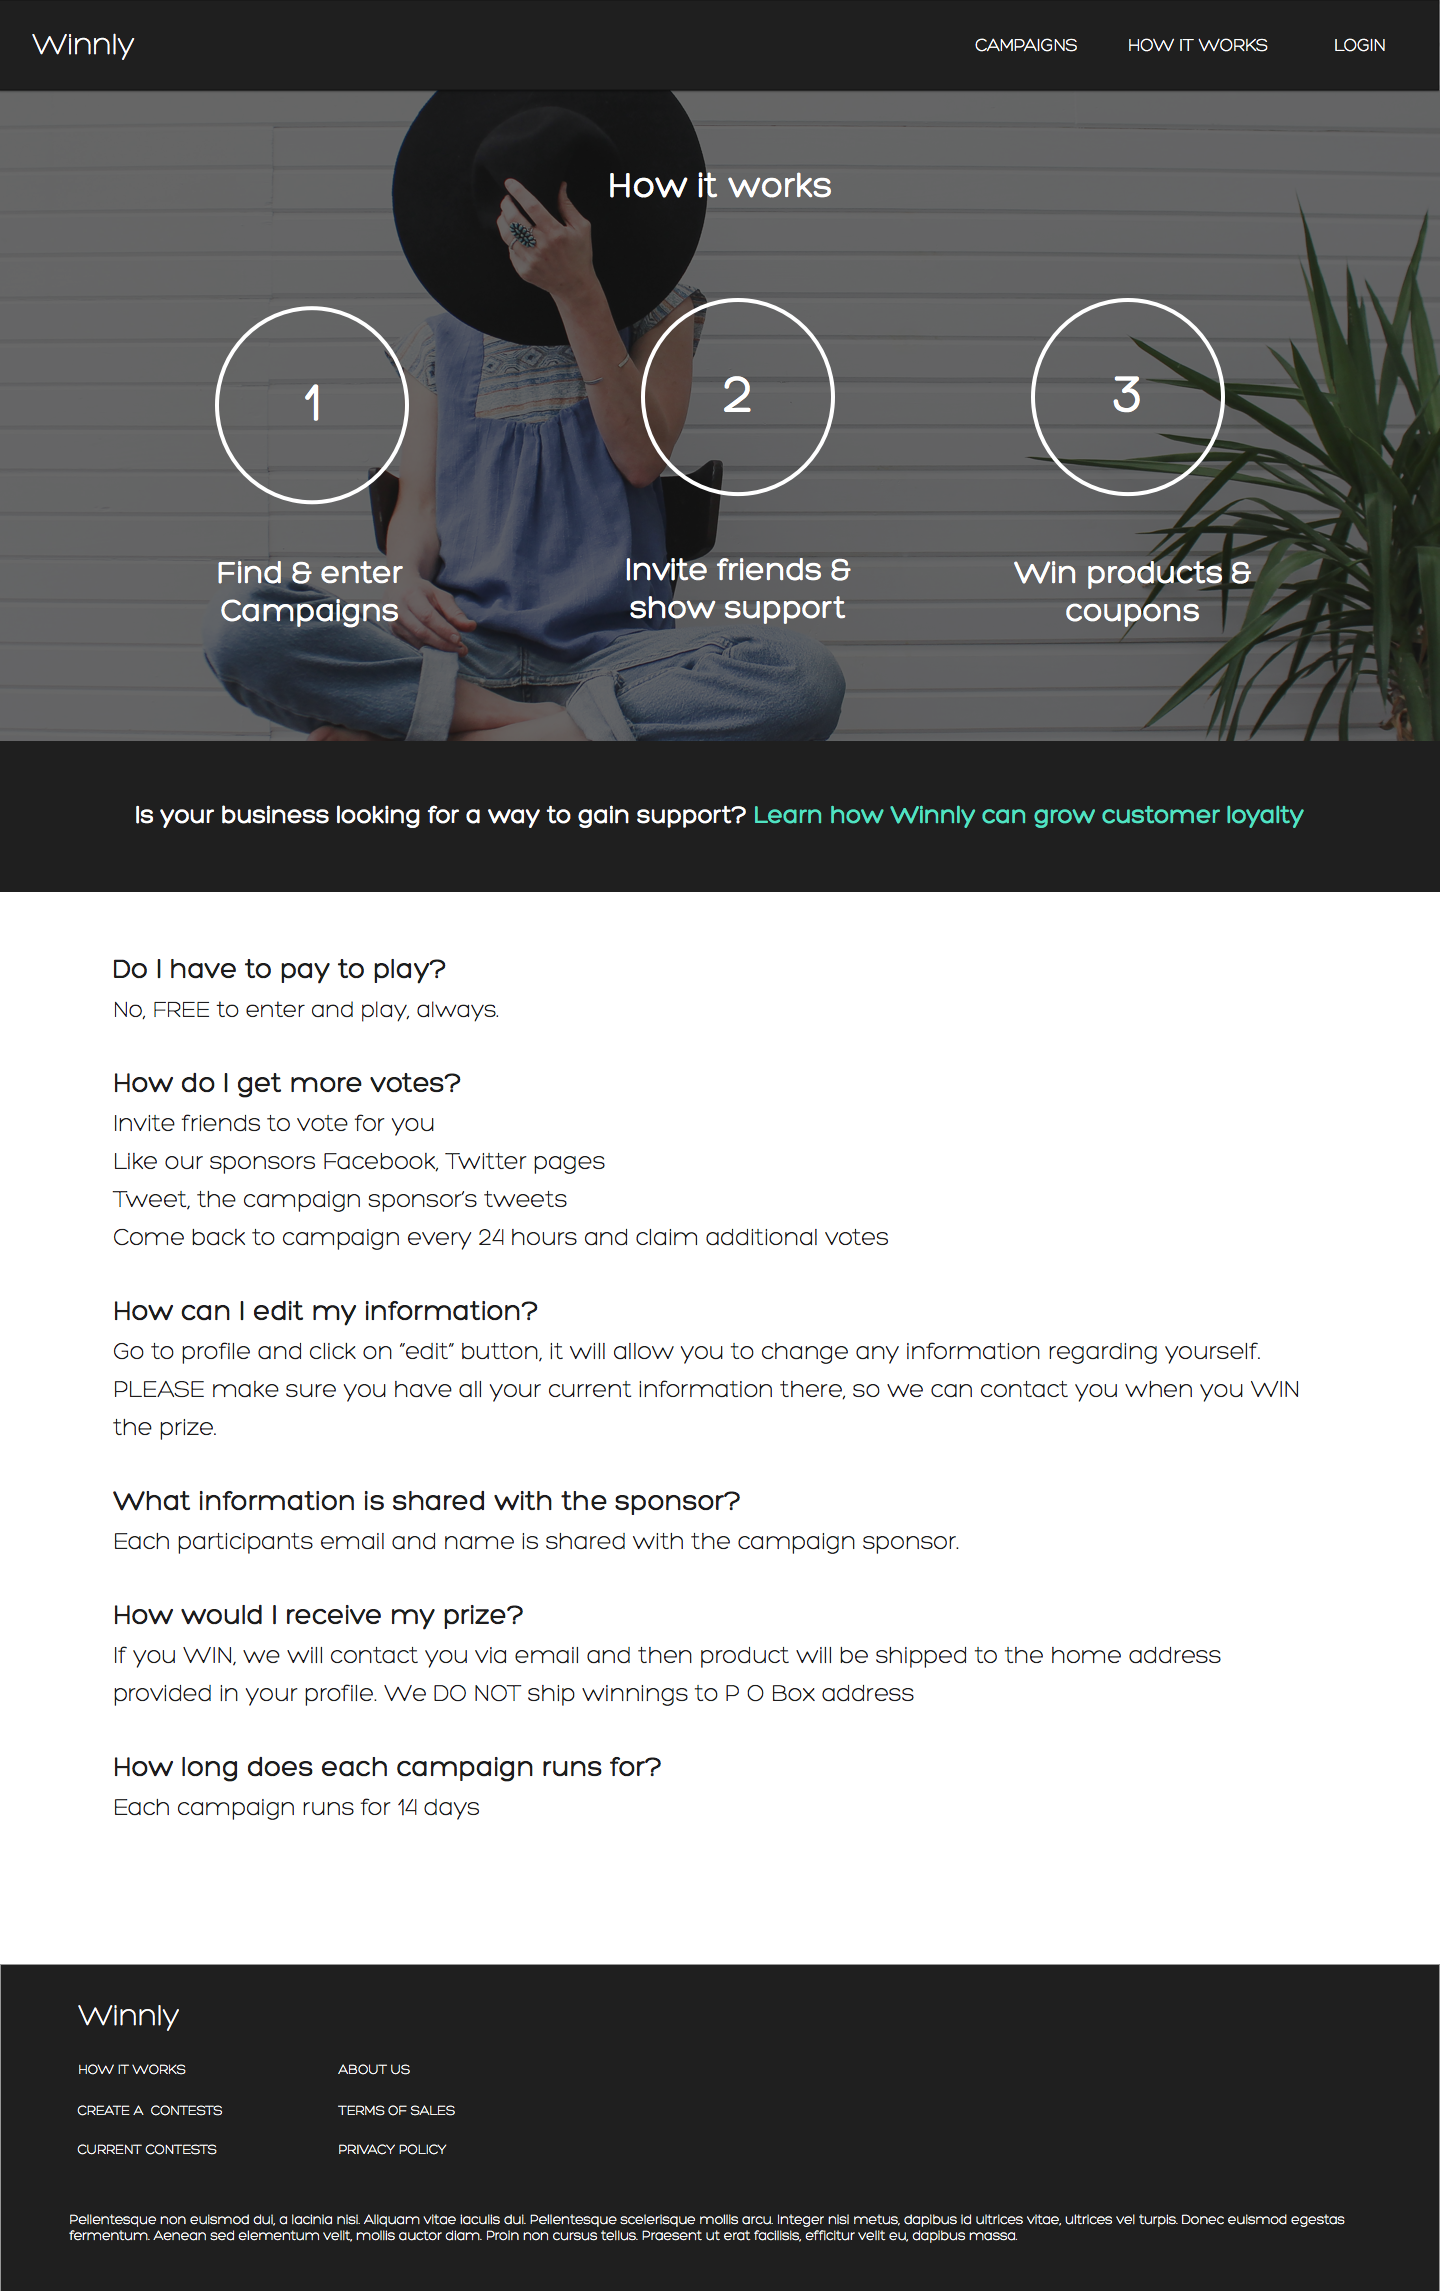 Winnly
CAMPAIGNS
HOW IT WORKS
LOGIN
How it works
1
2
3
Find & enter
Campaigns
Invite friends &
show support
Win products &
coupons
Is your business looking for a way to gain support? Learn how Winnly can grow customer loyalty
Do I have to pay to play?
No, FREE to enter and play, always.
How do I get more votes?
Invite friends to vote for you
Like our sponsors Facebook, Twitter pages
Tweet, the campaign sponsor's tweets
Come back to campaign every 24 hours and claim additional votes
How can I edit my information?
Go to profile and click on "edit" button, it will allow you to change any information regarding yourself.
PLEASE make sure you have all your current information there, so we can contact you when you WIN
the prize.
What information is shared with the sponsor?
Each participants email and name is shared with the campaign sponsor.
How would I receive my prize?
If you WIN, we will contact you via email and then product will be shipped to the home address
provided in your profile. We DO NOT ship winnings to P O Box address
How long does each campaign runs for?
Each campaign runs for 14 days
Winnly
HOW IT WORKS
ABOUT US
CREATE A  CONTESTS
TERMS OF SALES
CURRENT CONTESTS
PRIVACY POLICY
Pellentesque non euismod dui, a lacinia nisi. Aliquam vitae iaculis dui. Pellentesque scelerisque mollis arcu. Integer nisi metus, dapibus id ultrices vitae, ultrices vel turpis. Donec euismod egestas
fermentum. Aenean sed elementum velit, mollis auctor diam. Proin non cursus tellus. Praesent ut erat facilisis, efficitur velit eu, dapibus massa.